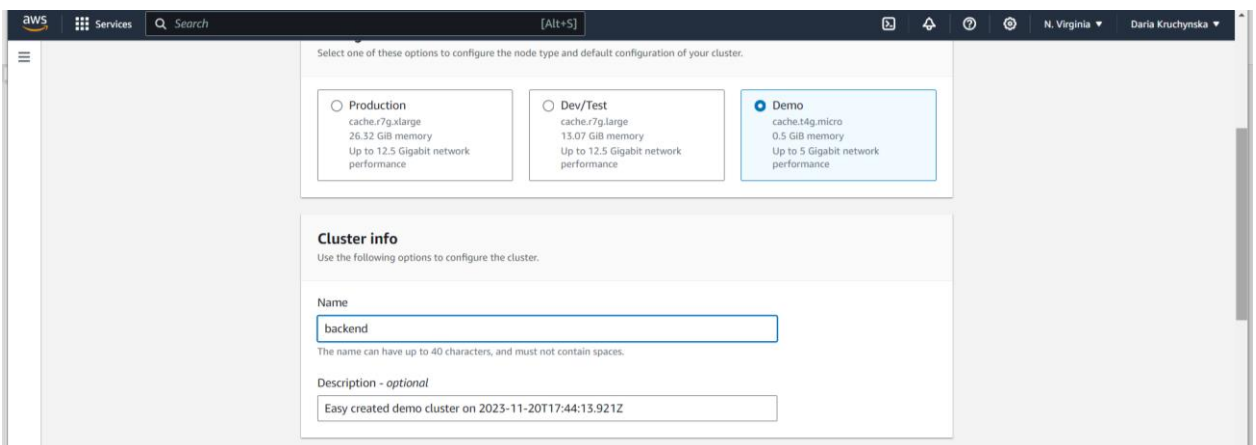 aws Services Search [Alt+S] N. Virginia Daria Kruchynska
Select one of these options to configure the node type and default configuration of your cluster.
Production
cache.r7g.xlarge
26.32 GiB memory
Up to 12.5 Gigabit network
performance
Dev/Test
cache.r7g.large
13.07 GiB memory
Up to 12.5 Gigabit network
performance
Demo
cache.t4g.micro
0.5 GiB memory
Up to 5 Gigabit network
performance
Cluster info
Use the following options to configure the cluster.
Name
backend
The name can have up to 40 characters, and must not contain spaces.
Description - optional
Easy created demo cluster on 2023-11-20T17:44:13.921Z